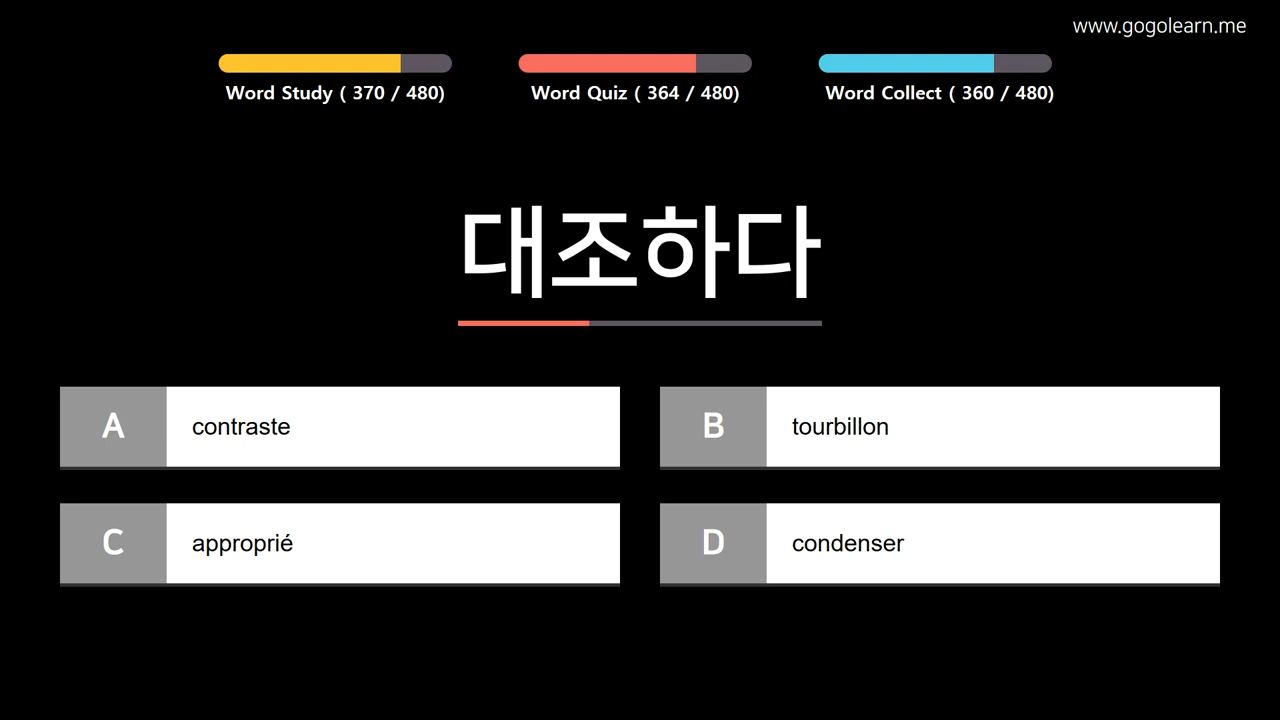 www.gogolearn.me
Word Study ( 370 / 480)
Word Quiz ( 364 / 480)
Word Collect ( 360 / 480)
대조하다
A contraste
B tourbillon
C approprié
D condenser